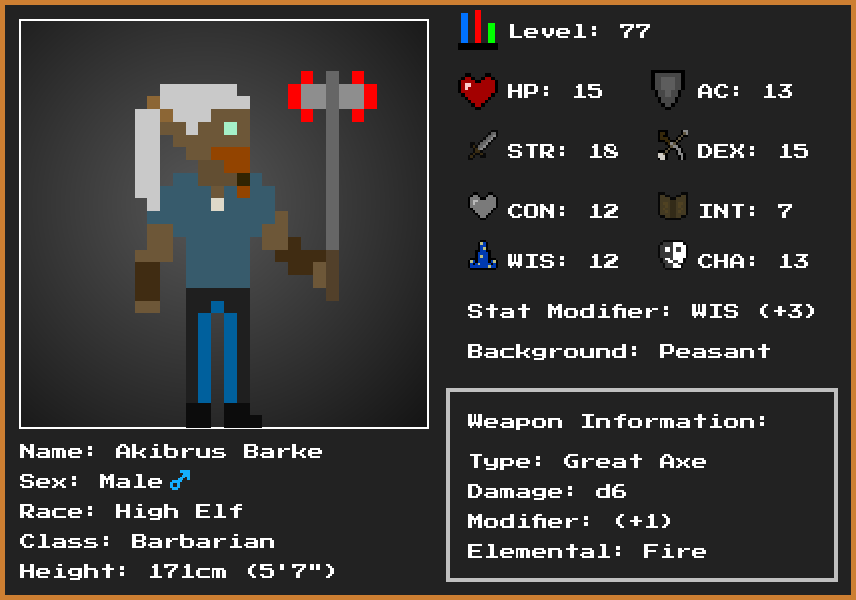 Level: 77
HP: 15
AC: 13
STR: 18
DEX: 15
CON: 12
INT: 7
WIS: 12
CHA: 13
Stat Modifier: WIS (+3)
Background: Peasant
Weapon Information:
Type: Great Axe
Damage: d6
Modifier: (+1)
Elemental: Fire
Name: Akibrus Barke
Sex: Male♂
Race: High Elf
Class: Barbarian
Height: 171cm (5'7")